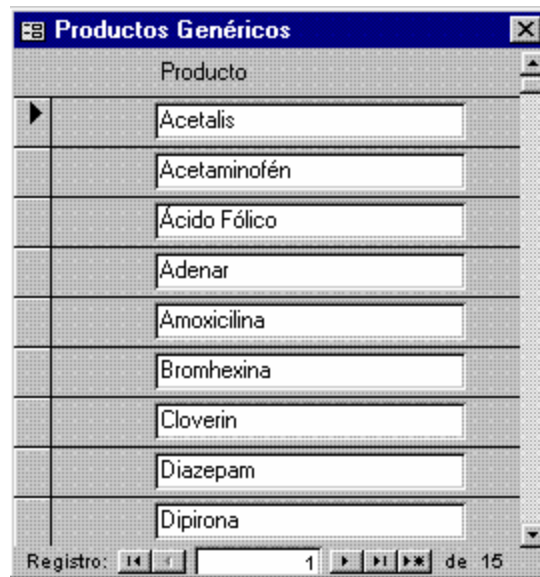 Productos Genéricos
Producto
Acetalis
Acetaminofén
Ácido Fólico
Adenar
Amoxicilina
Bromhexina
Cloverin
Diazepam
Dipirona
Registro: 1 de 15